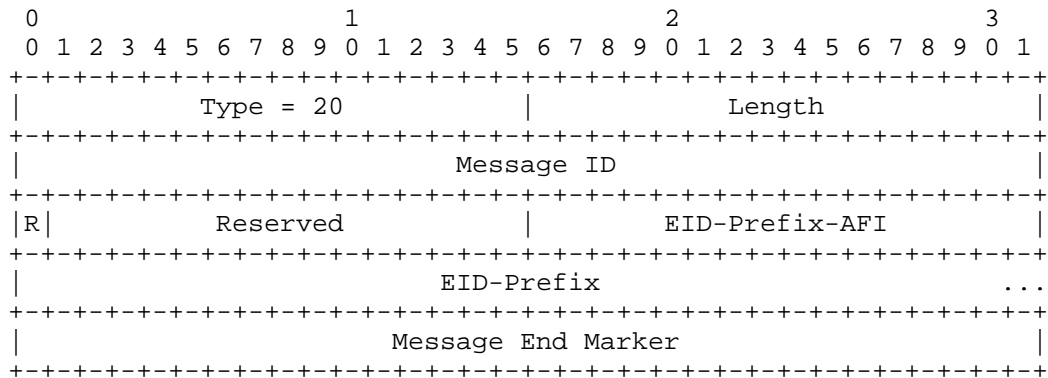 0                   1                   2                   3
 0 1 2 3 4 5 6 7 8 9 0 1 2 3 4 5 6 7 8 9 0 1 2 3 4 5 6 7 8 9 0 1
+-+-+-+-+-+-+-+-+-+-+-+-+-+-+-+-+-+-+-+-+-+-+-+-+-+-+-+-+-+-+-+-+
|           Type = 20           |            Length             |
+-+-+-+-+-+-+-+-+-+-+-+-+-+-+-+-+-+-+-+-+-+-+-+-+-+-+-+-+-+-+-+-+
|                           Message ID                          |
+-+-+-+-+-+-+-+-+-+-+-+-+-+-+-+-+-+-+-+-+-+-+-+-+-+-+-+-+-+-+-+-+
|R|          Reserved           |        EID-Prefix-AFI         |
+-+-+-+-+-+-+-+-+-+-+-+-+-+-+-+-+-+-+-+-+-+-+-+-+-+-+-+-+-+-+-+-+
|                          EID-Prefix                         ...
+-+-+-+-+-+-+-+-+-+-+-+-+-+-+-+-+-+-+-+-+-+-+-+-+-+-+-+-+-+-+-+-+
|                       Message End Marker                      |
+-+-+-+-+-+-+-+-+-+-+-+-+-+-+-+-+-+-+-+-+-+-+-+-+-+-+-+-+-+-+-+-+